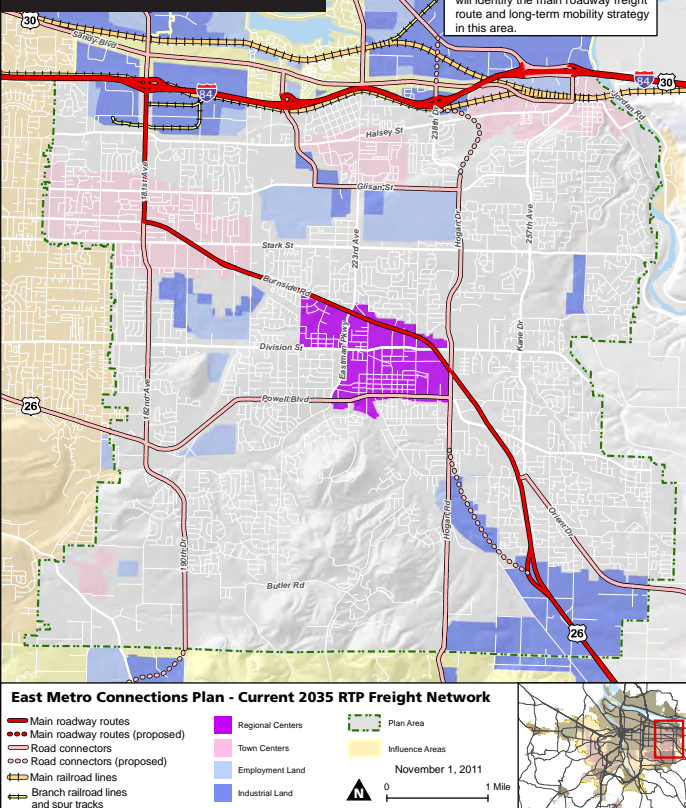 will identify the main roadway freight
route and long-term mobility strategy
in this area.
30
Sandy Blvd
84
84
30
Jordan Rd
238th Dr
Halsey St
181st Ave
Glisan St
Hogan Dr
257th Ave
223rd Ave
Stark St
Burnside Rd
Eastman Pkwy
Division St
Kane Dr
26
182nd Ave
Powell Blvd
Hogan Rd
Orient Dr
190th Dr
Butler Rd
26
East Metro Connections Plan - Current 2035 RTP Freight Network
Main roadway routes
Main roadway routes (proposed)
Road connectors
Road connectors (proposed)
Main railroad lines
Branch railroad lines
and spur tracks
Regional Centers
Town Centers
Employment Land
Industrial Land
Plan Area
Influence Areas
November 1, 2011
N
0 1 Mile